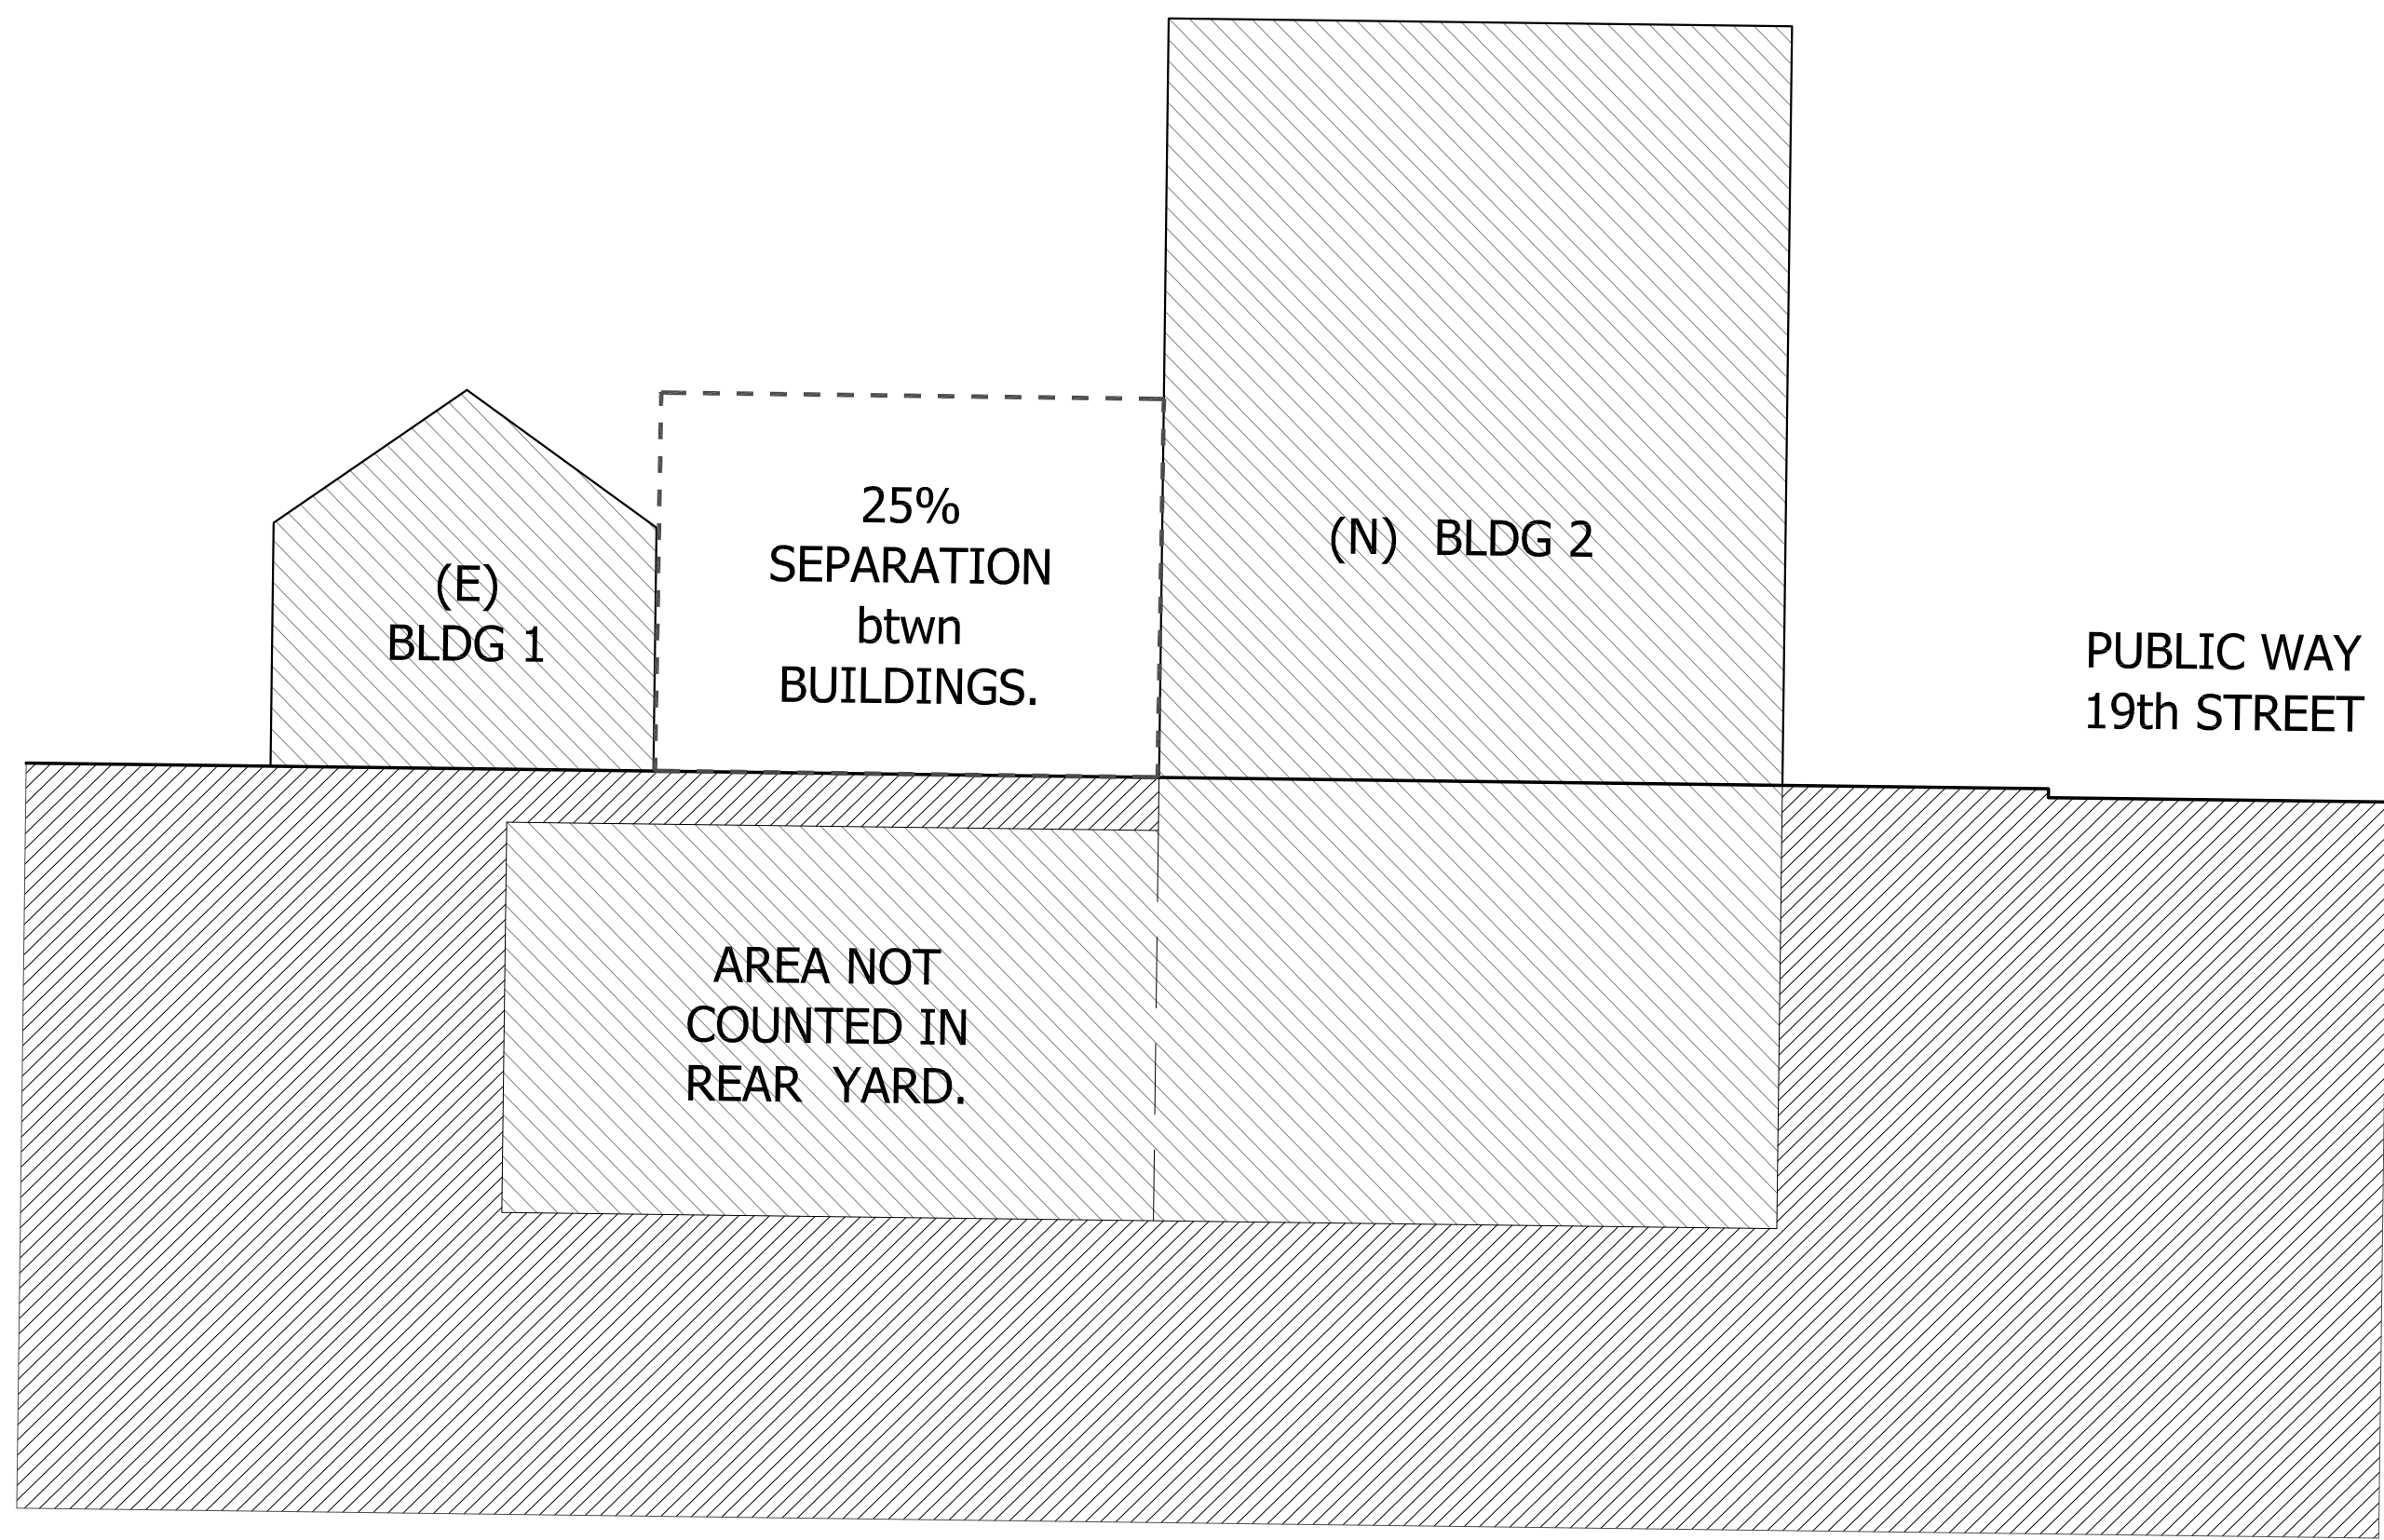 25%
SEPARATION
btwn
BUILDINGS.
(N) BLDG 2
(E)
BLDG 1
PUBLIC WAY
19th STREET
AREA NOT
COUNTED IN
REAR YARD.